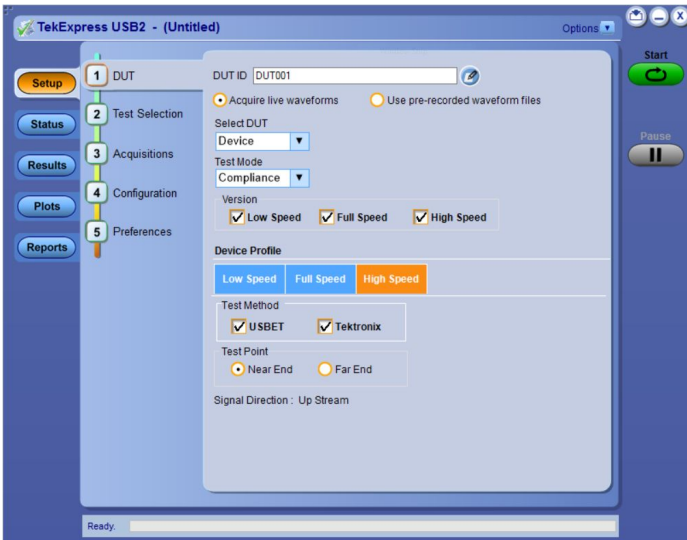 TekExpress USB2 - (Untitled)
Options
Start
Pause
Setup
Status
Results
Plots
Reports
1 DUT
2 Test Selection
3 Acquisitions
4 Configuration
5 Preferences
DUT ID DUT001
Acquire live waveforms Use pre-recorded waveform files
Select DUT
Device
Test Mode
Compliance
Version
Low Speed Full Speed High Speed
Device Profile
Low Speed Full Speed High Speed
Test Method
USBET Tektronix
Test Point
Near End Far End
Signal Direction : Up Stream
Ready.